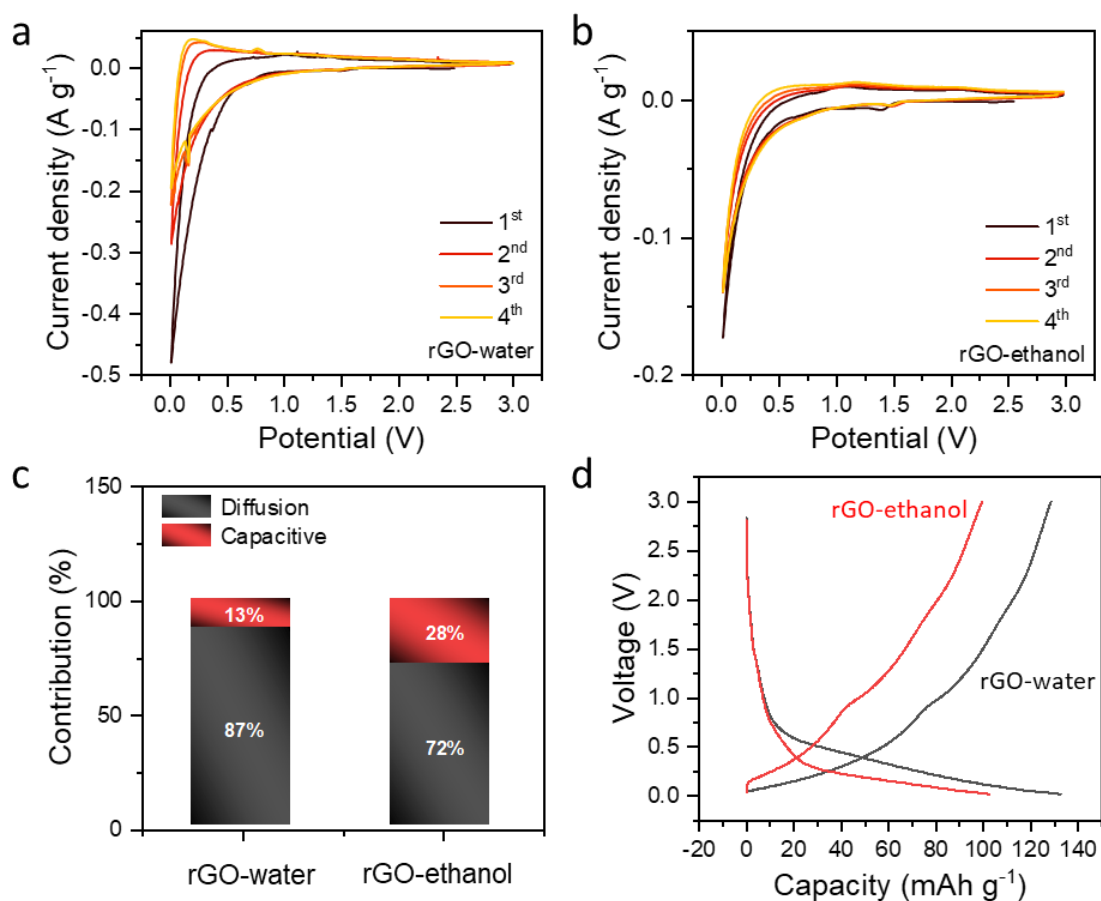 a
0.0
-0.1
-0.2
-0.3
-0.4
-0.5
Current density (A g⁻¹)
1ˢᵗ
2ⁿᵈ
3ʳᵈ
4ᵗʰ
rGO-water
0.0 0.5 1.0 1.5 2.0 2.5 3.0
Potential (V)
b
0.0
-0.1
-0.2
Current density (A g⁻¹)
1ˢᵗ
2ⁿᵈ
3ʳᵈ
4ᵗʰ
rGO-ethanol
0.0 0.5 1.0 1.5 2.0 2.5 3.0
Potential (V)
c
150
100
50
0
Contribution (%)
Diffusion
Capacitive
13%
87%
28%
72%
rGO-water rGO-ethanol
d
3.0
2.5
2.0
1.5
1.0
0.5
0.0
Voltage (V)
rGO-ethanol
rGO-water
-20 0 20 40 60 80 100 120 140
Capacity (mAh g⁻¹)